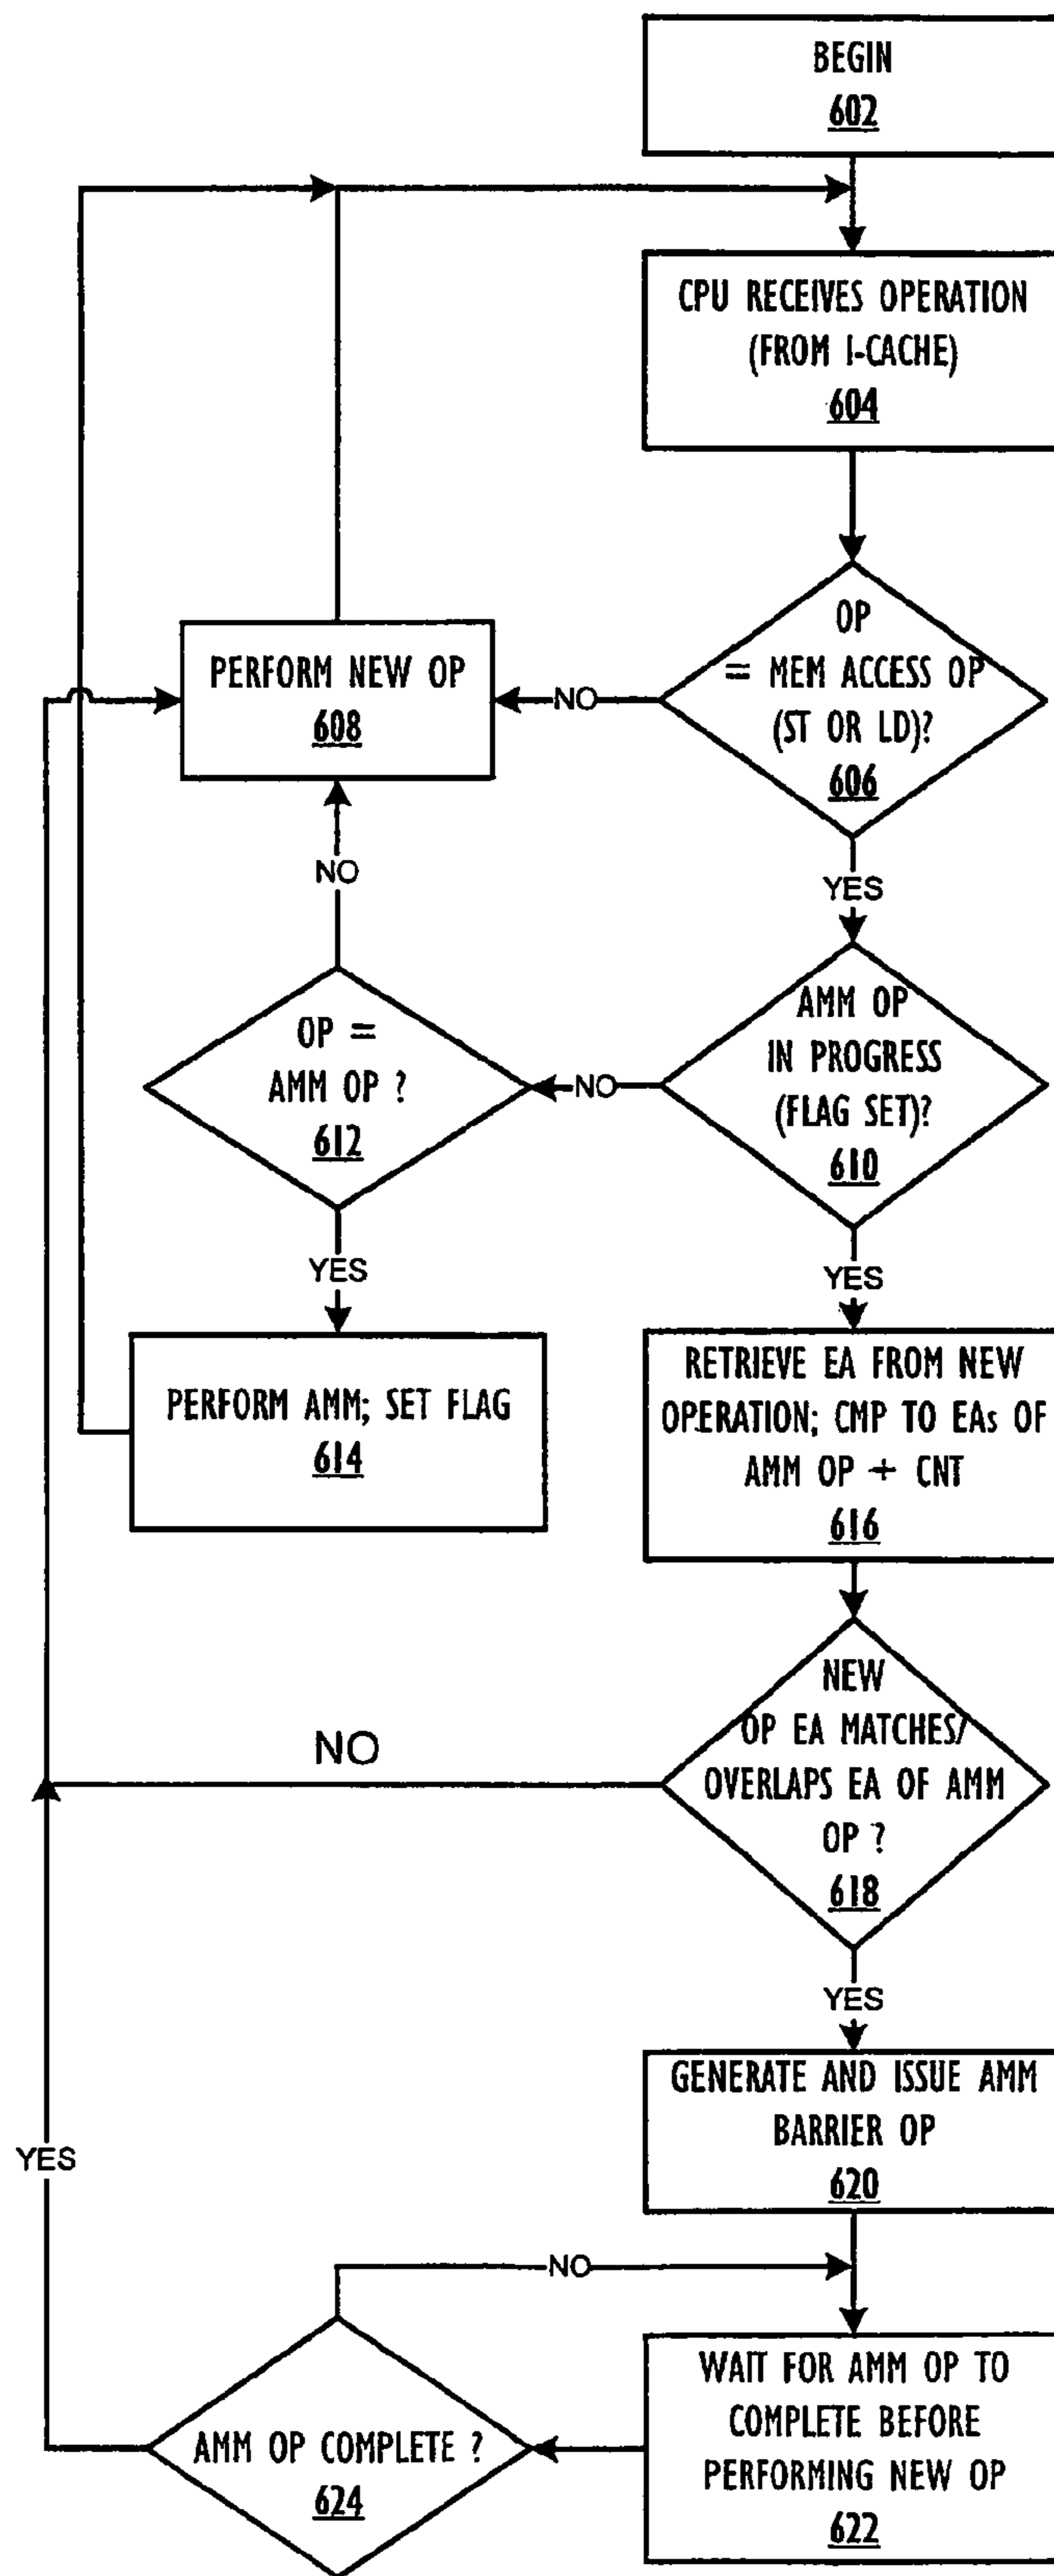 BEGIN
602
CPU RECEIVES OPERATION
(FROM I-CACHE)
604
OP
= MEM ACCESS OP
(ST OR LD)?
606
NO
PERFORM NEW OP
608
YES
NO
AMM OP
IN PROGRESS
(FLAG SET)?
610
NO
OP =
AMM OP ?
612
YES
YES
PERFORM AMM; SET FLAG
614
RETRIEVE EA FROM NEW
OPERATION; CMP TO EAs OF
AMM OP + CNT
616
NEW
OP EA MATCHES/
OVERLAPS EA OF AMM
OP ?
618
NO
YES
GENERATE AND ISSUE AMM
BARRIER OP
620
YES
NO
WAIT FOR AMM OP TO
COMPLETE BEFORE
PERFORMING NEW OP
622
AMM OP COMPLETE ?
624